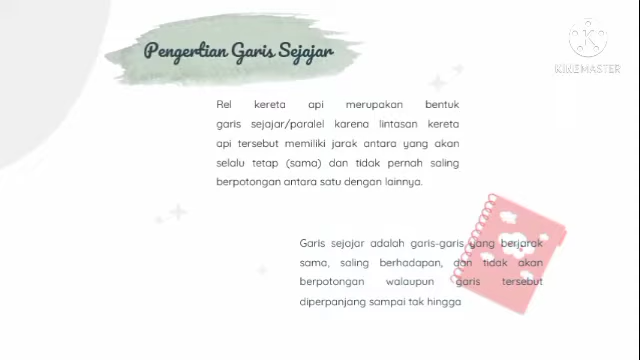 Pengertian Garis Sejajar
KINEMASTER
Rel kereta api merupakan bentuk
garis sejajar/paralel karena lintasan kereta
api tersebut memiliki jarak antara yang akan
selalu tetap (sama) dan tidak pernah saling
berpotongan antara satu dengan lainnya.
Garis sejajar adalah garis-garis yang berjarak
sama, saling berhadapan, dan tidak akan
berpotongan walaupun garis tersebut
diperpanjang sampai tak hingga